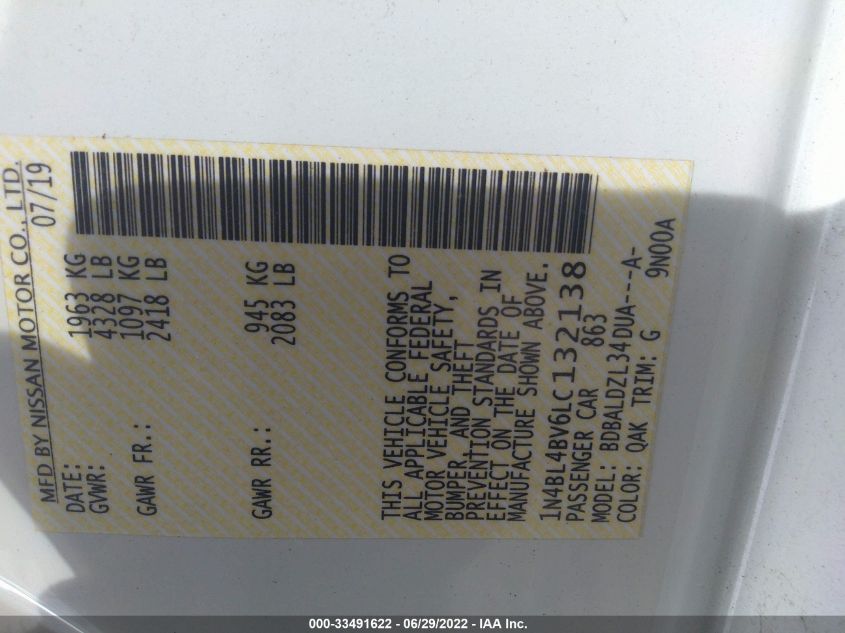 MFD BY NISSAN MOTOR CO., LTD.
DATE: 07/19
GVWR: 1963 KG
4328 LB
GAWR FR.: 1097 KG
2418 LB
GAWR RR.: 945 KG
2083 LB
THIS VEHICLE CONFORMS TO
ALL APPLICABLE FEDERAL
MOTOR VEHICLE SAFETY,
BUMPER, AND THEFT
PREVENTION STANDARDS IN
EFFECT ON THE DATE OF
MANUFACTURE SHOWN ABOVE.
1N4BL4BV6LC132138
PASSENGER CAR 863
MODEL: BDBALDZL34DUA---A-
COLOR: QAK TRIM: G 9N00A
000-33491622 - 06/29/2022 - IAA Inc.